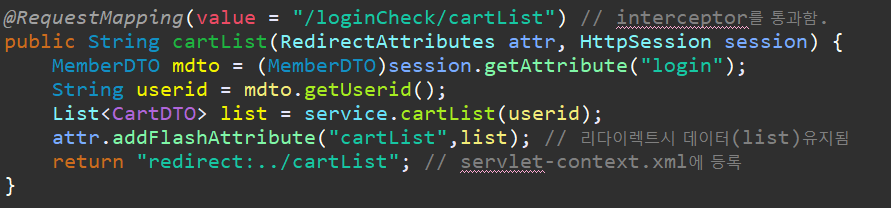 @RequestMapping(value = "/loginCheck/cartList") // interceptor를 통과함.
public String cartList(RedirectAttributes attr, HttpSession session) {
    MemberDTO mdto = (MemberDTO)session.getAttribute("login");
    String userid = mdto.getUserid();
    List<CartDTO> list = service.cartList(userid);
    attr.addFlashAttribute("cartList",list); // 리다이렉트시 데이터(list)유지됨
    return "redirect:../cartList"; // servlet-context.xml에 등록
}